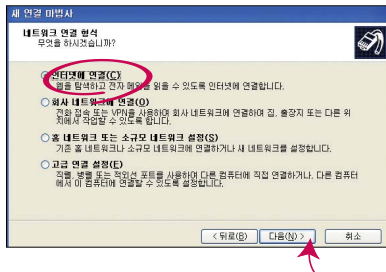 새 연결 마법사
네트워크 연결 형식
무엇을 하시겠습니까?
인터넷에 연결(C)
웹을 탐색하고 전자 메일을 읽을 수 있도록 인터넷에 연결합니다.
회사 네트워크에 연결(O)
전화 접속 또는 VPN을 사용하여 회사 네트워크에 연결하여 집, 출장지 또는 다른 위
치에서 작업할 수 있도록 합니다.
홈 네트워크 또는 소규모 네트워크 설정(S)
기존 홈 네트워크나 소규모 네트워크에 연결하거나 새 네트워크를 설정합니다.
고급 연결 설정(E)
직렬, 병렬 또는 적외선 포트를 사용하여 다른 컴퓨터에 직접 연결하거나, 다른 컴퓨터
에서 이 컴퓨터에 연결할 수 있도록 설정합니다.
< 뒤로(B) 다음(N) > 취소